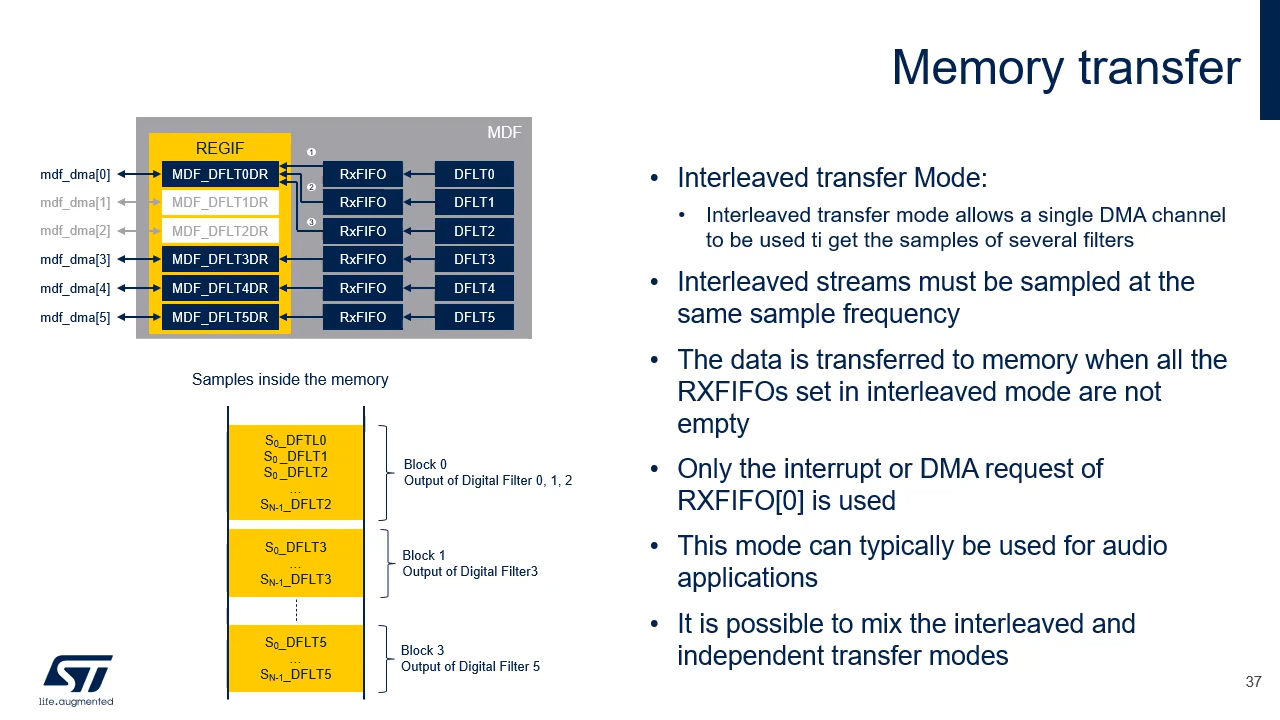 Memory transfer
MDF
REGIF
1
mdf_dma[0] MDF_DFLT0DR RxFIFO DFLT0
2
mdf_dma[1] MDF_DFLT1DR RxFIFO DFLT1
3
mdf_dma[2] MDF_DFLT2DR RxFIFO DFLT2
mdf_dma[3] MDF_DFLT3DR RxFIFO DFLT3
mdf_dma[4] MDF_DFLT4DR RxFIFO DFLT4
mdf_dma[5] MDF_DFLT5DR RxFIFO DFLT5
Samples inside the memory
S0_DFTL0
S0_DFLT1
S0_DFLT2
...
SN-1_DFLT2
Block 0
Output of Digital Filter 0, 1, 2
S0_DFLT3
...
SN-1_DFLT3
Block 1
Output of Digital Filter3
S0_DFLT5
...
SN-1_DFLT5
Block 3
Output of Digital Filter 5
• Interleaved transfer Mode:
• Interleaved transfer mode allows a single DMA channel
to be used ti get the samples of several filters
• Interleaved streams must be sampled at the
same sample frequency
• The data is transferred to memory when all the
RXFIFOs set in interleaved mode are not
empty
• Only the interrupt or DMA request of
RXFIFO[0] is used
• This mode can typically be used for audio
applications
• It is possible to mix the interleaved and
independent transfer modes
ST
life.augmented
37